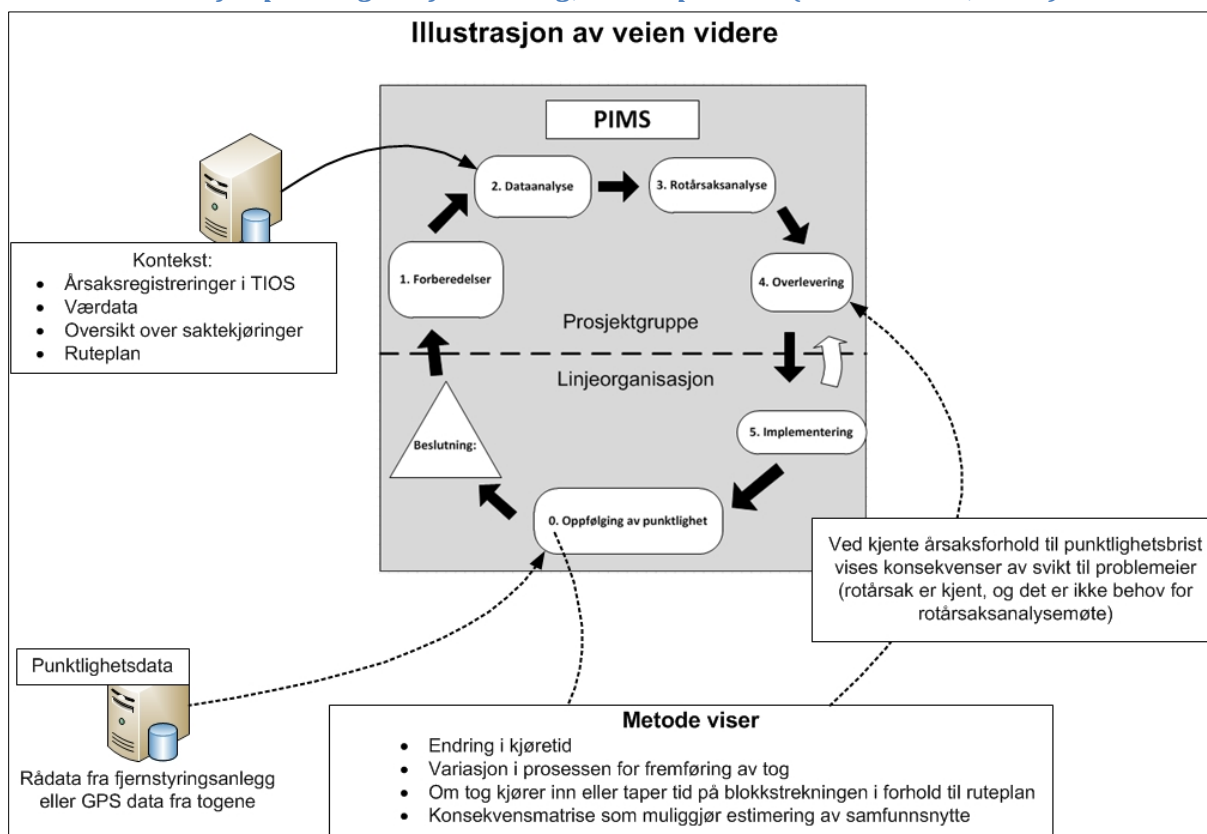 Illustrasjon av veien videre
PIMS
2. Dataanalyse
3. Rotårsaksanalyse
1. Forberedelser
4. Overlevering
Prosjektgruppe
Linjeorganisasjon
Beslutning:
5. Implementering
0. Oppfølging av punktlighet
Kontekst:
• Årsaksregistreringer i TIOS
• Værdata
• Oversikt over saktekjøringer
• Ruteplan
Ved kjente årsaksforhold til punktlighetsbrist
vises konsekvenser av svikt til problemeier
(rotårsak er kjent, og det er ikke behov for
rotårsaksanalysemøte)
Punktlighetsdata
Rådata fra fjernstyringsanlegg
eller GPS data fra togene
Metode viser
• Endring i kjøretid
• Variasjon i prosessen for fremføring av tog
• Om tog kjører inn eller taper tid på blokkstrekningen i forhold til ruteplan
• Konsekvensmatrise som muliggjør estimering av samfunnsnytte